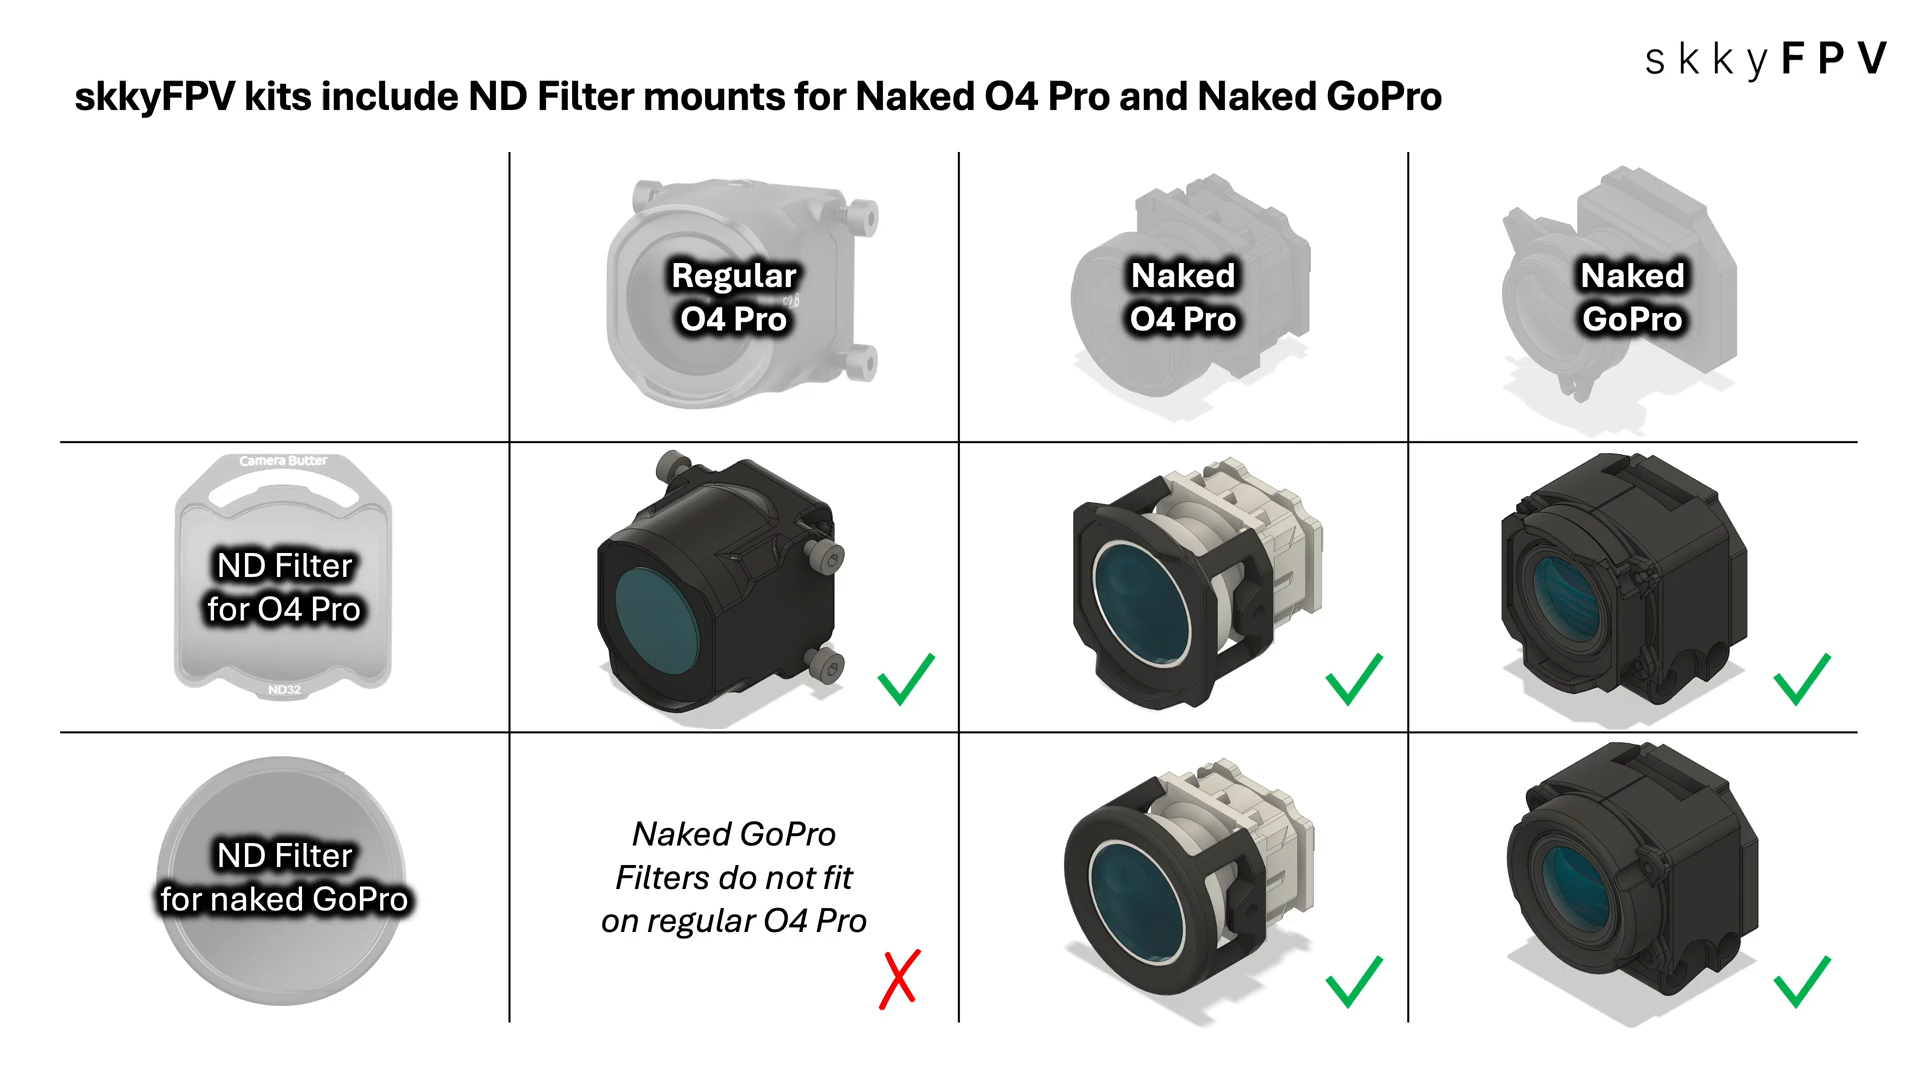 skkyFPV
skkyFPV kits include ND Filter mounts for Naked O4 Pro and Naked GoPro
Regular
O4 Pro
Naked
O4 Pro
Naked
GoPro
Camera Butter
ND Filter
for O4 Pro
ND32
ND Filter
for naked GoPro
Naked GoPro
Filters do not fit
on regular O4 Pro